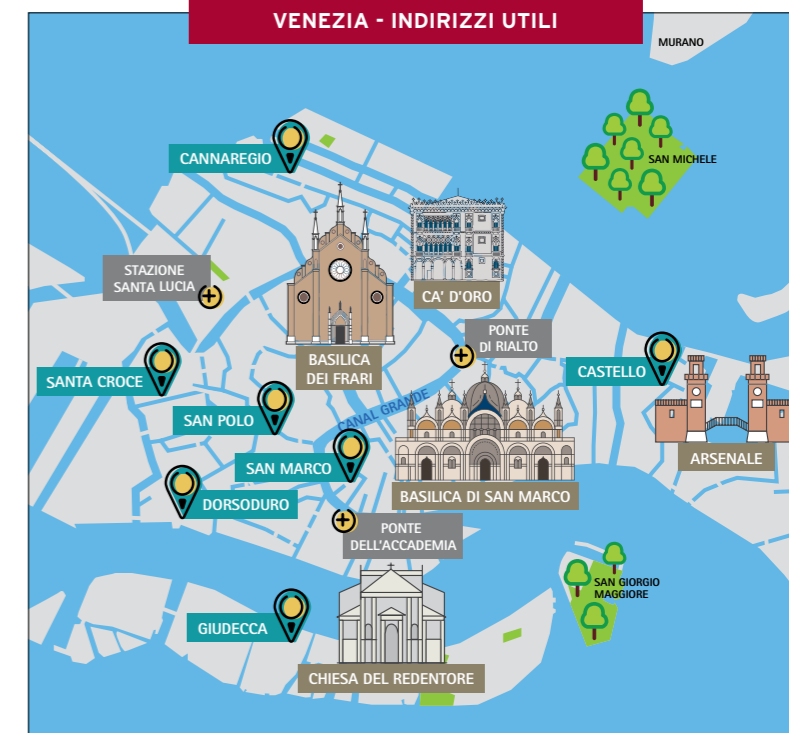 VENEZIA - INDIRIZZI UTILI
MURANO
CANNAREGIO
SAN MICHELE
STAZIONE
SANTA LUCIA
CA' D'ORO
PONTE
DI RIALTO
BASILICA
DEI FRARI
CASTELLO
SANTA CROCE
CANAL GRANDE
SAN POLO
ARSENALE
SAN MARCO
BASILICA DI SAN MARCO
DORSODURO
PONTE
DELL'ACCADEMIA
SAN GIORGIO
MAGGIORE
GIUDECCA
CHIESA DEL REDENTORE